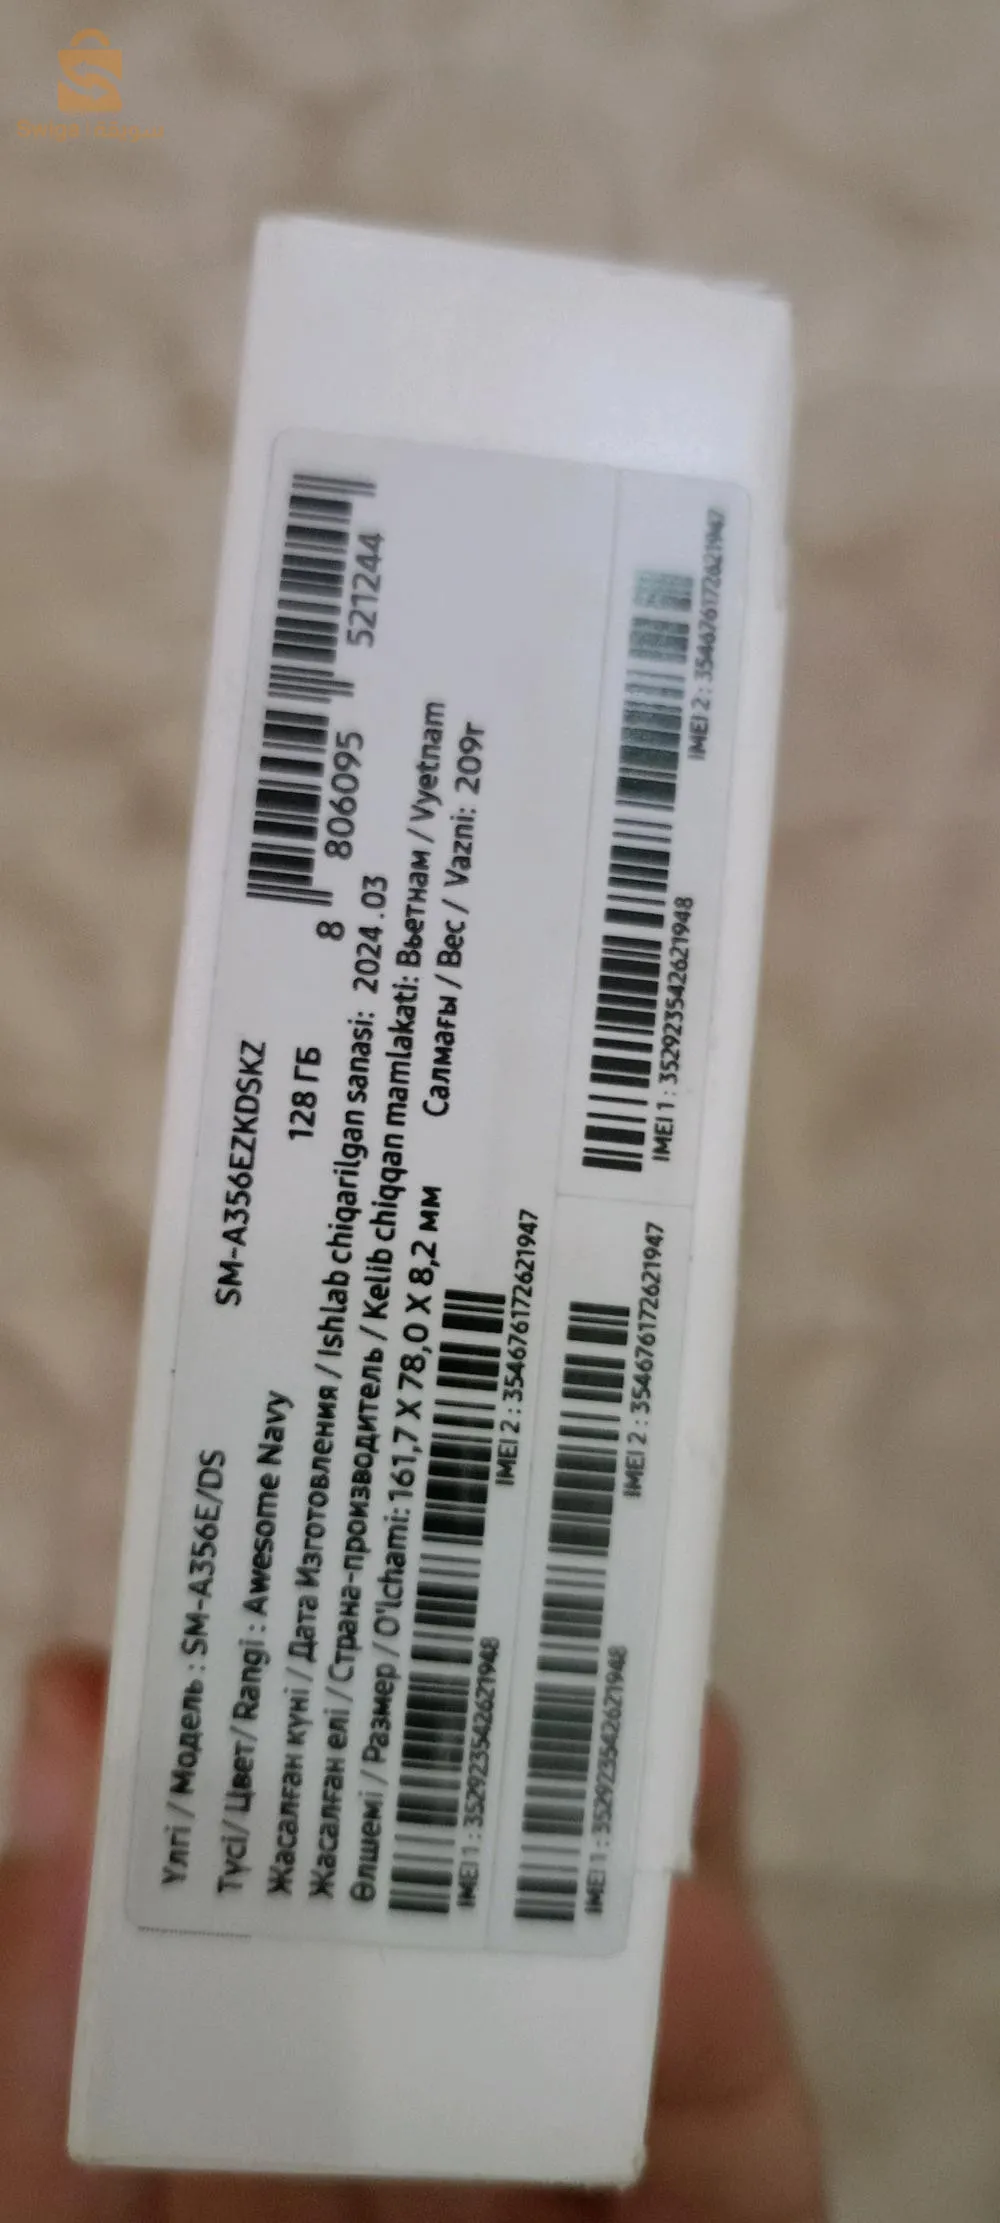 Swiga سويقة
Үлгі / Модель : SM-A356E/DS SM-A356EZKDSKZ
Түсі/ Цвет/ Rangi : Awesome Navy 128 ГБ
8 806095 521244
Жасалған күні / Дата Изготовления / Ishlab chiqarilgan sanasi: 2024.03
Жасалған елі / Страна-производитель / Kelib chiqqan mamlakati: Вьетнам / Vyetnam
Өлшемі / Размер / O'lchami: 161,7 X 78,0 X 8,2 мм Салмағы / Вес / Vazni: 209г
IMEI 1 : 352923542621948
IMEI 2 : 354676172621947
IMEI 1 : 352923542621948
IMEI 2 : 354676172621947
IMEI 1 : 352923542621948
IMEI 2 : 354676172621947